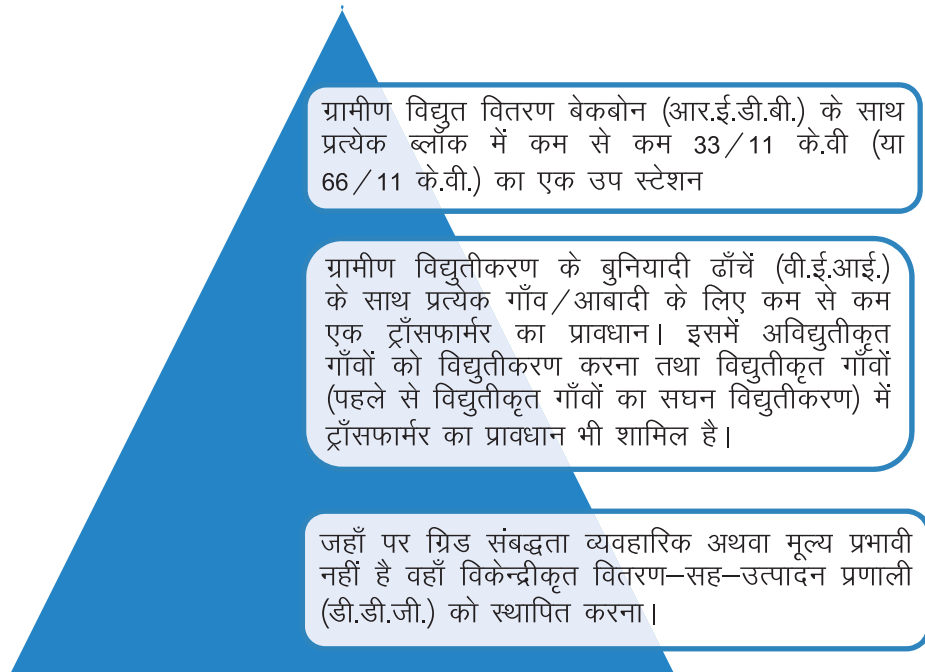 ग्रामीण विद्युत वितरण बेकबोन (आर.ई.डी.बी.) के साथ
प्रत्येक ब्लॉक में कम से कम 33/11 के.वी (या
66/11 के.वी.) का एक उप स्टेशन
ग्रामीण विद्युतीकरण के बुनियादी ढाँचें (वी.ई.आई.)
के साथ प्रत्येक गाँव/आबादी के लिए कम से कम
एक ट्राँसफार्मर का प्रावधान। इसमें अविद्युतीकृत
गाँवों को विद्युतीकरण करना तथा विद्युतीकृत गाँवों
(पहले से विद्युतीकृत गाँवों का सघन विद्युतीकरण) में
ट्राँसफार्मर का प्रावधान भी शामिल है।
जहाँ पर ग्रिड संबद्धता व्यवहारिक अथवा मूल्य प्रभावी
नहीं है वहाँ विकेन्द्रीकृत वितरण–सह–उत्पादन प्रणाली
(डी.डी.जी.) को स्थापित करना।